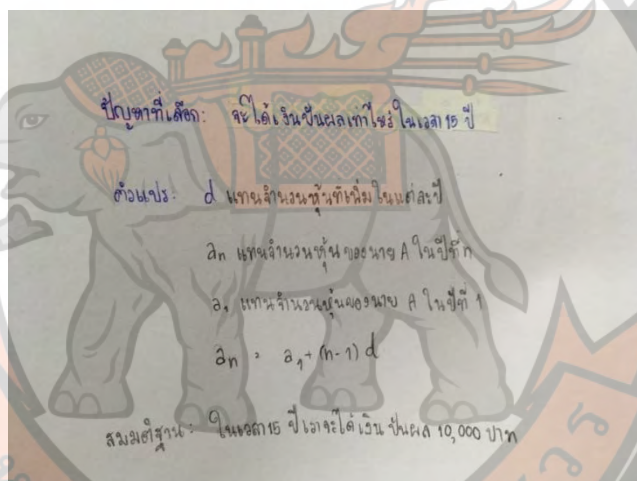 ปัญหาที่เลือก: จะได้เงินปันผลเท่าไหร่ ในเวลา 15 ปี
ตัวแปร: d แทนจำนวนหุ้นที่เพิ่มในแต่ละปี
an แทนจำนวนหุ้นของนาย A ในปีที่ n
a1 แทนจำนวนหุ้นของนาย A ในปีที่ 1
an = a1 + (n-1) d
สมมติฐาน: ในเวลา 15 ปี เราจะได้เงินปันผล 10,000 บาท